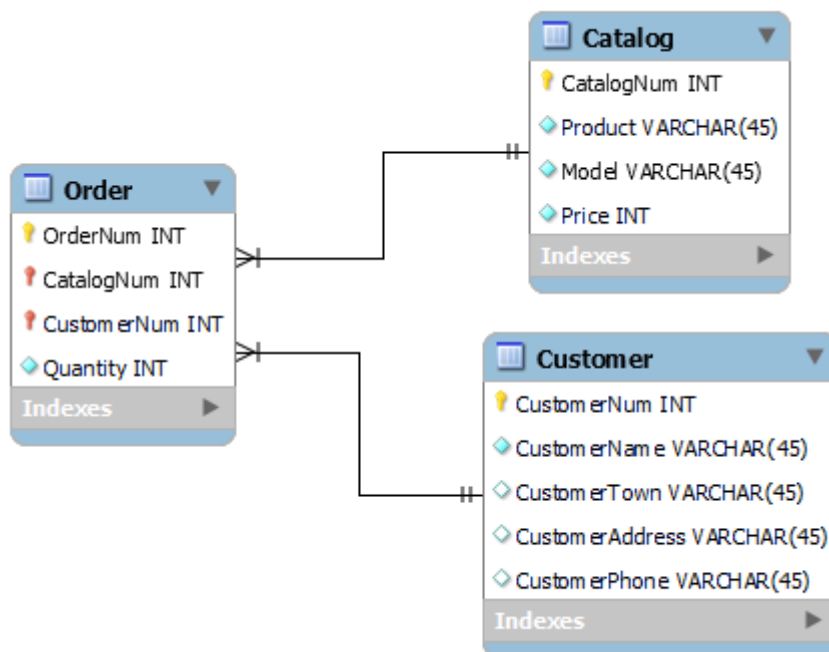 Catalog
CatalogNum INT
Product VARCHAR(45)
Model VARCHAR(45)
Price INT
Indexes
Order
OrderNum INT
CatalogNum INT
CustomerNum INT
Quantity INT
Indexes
Customer
CustomerNum INT
CustomerName VARCHAR(45)
CustomerTown VARCHAR(45)
CustomerAddress VARCHAR(45)
CustomerPhone VARCHAR(45)
Indexes